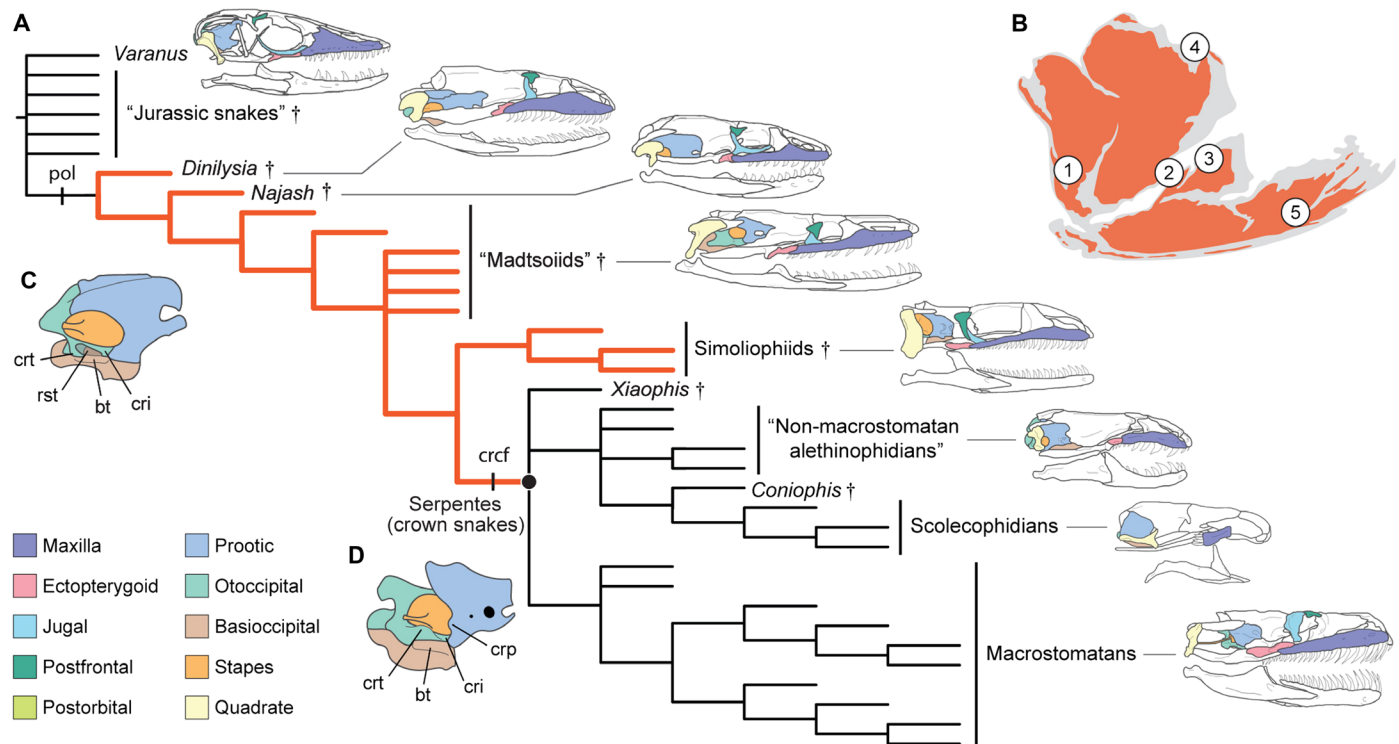 A
B
Varanus
"Jurassic snakes" †
pol
Dinilysia †
Najash †
"Madtsoiids" †
4
1
2
3
5
C
crt
rst
bt
cri
Simoliophiids †
Xiaophis †
"Non-macrostomatan
alethinophidians"
crcf
Serpentes
(crown snakes)
Coniophis †
Scolecophidians
Macrostomatans
D
crp
crt
bt
cri
Maxilla
Ectopterygoid
Jugal
Postfrontal
Postorbital
Prootic
Otoccipital
Basioccipital
Stapes
Quadrate